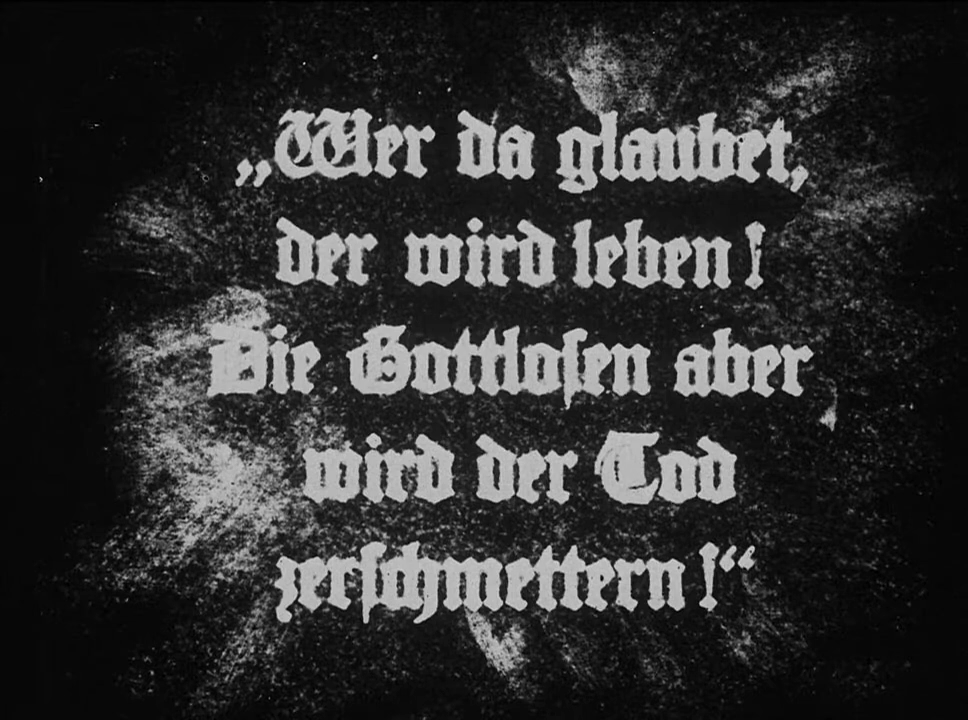 „Wer da glaubet,
der wird leben!
Die Gottlosen aber
wird der Tod
zerschmettern!“